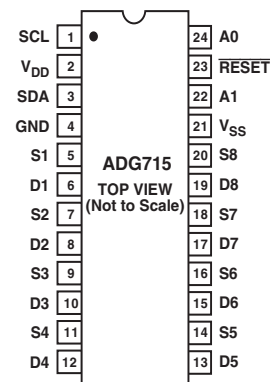 SCL 1 24 A0
VDD 2 23 RESET
SDA 3 22 A1
GND 4 21 VSS
S1 5 20 S8
D1 6 ADG715 19 D8
TOP VIEW
S2 7 (Not to Scale) 18 S7
D2 8 17 D7
S3 9 16 S6
D3 10 15 D6
S4 11 14 S5
D4 12 13 D5